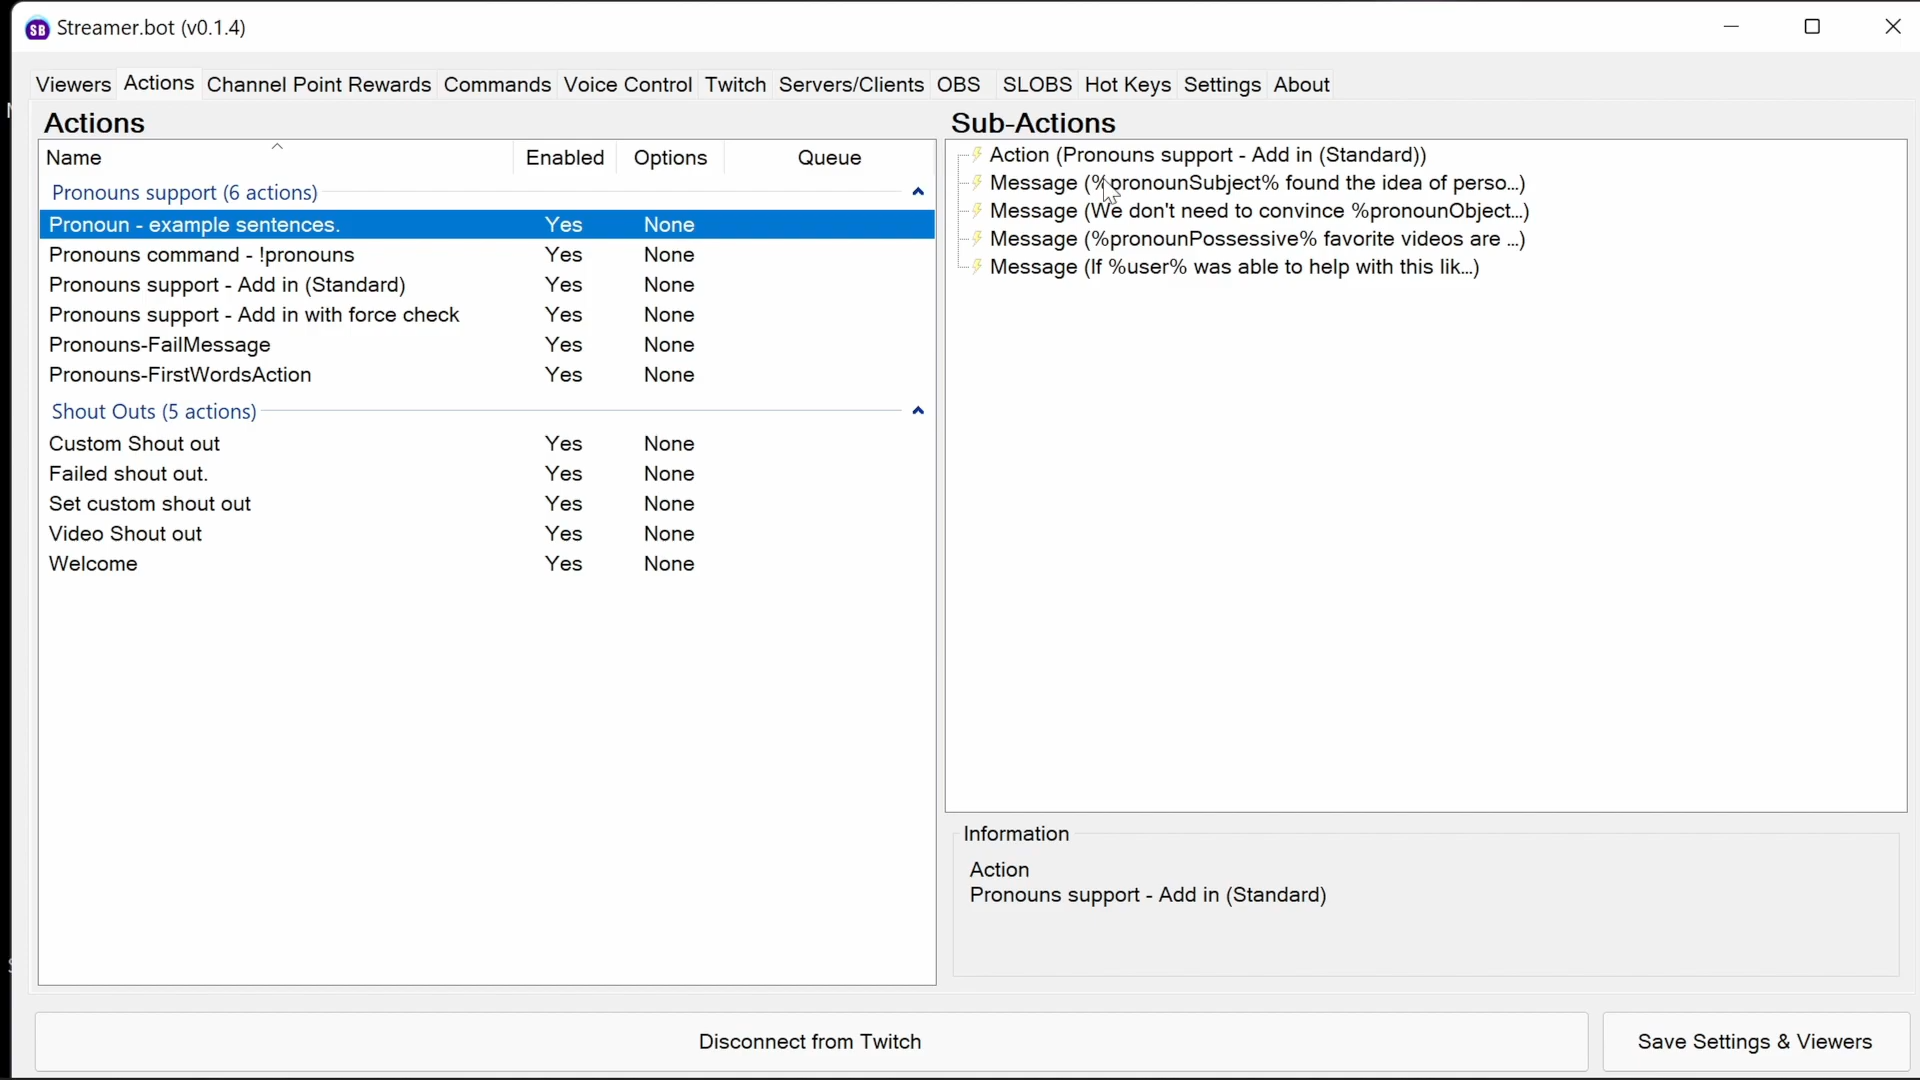 SB Streamer.bot (v0.1.4)
Viewers Actions Channel Point Rewards Commands Voice Control Twitch Servers/Clients OBS SLOBS Hot Keys Settings About
Actions
Name Enabled Options Queue
Pronouns support (6 actions)
Pronoun - example sentences. Yes None
Pronouns command - !pronouns Yes None
Pronouns support - Add in (Standard) Yes None
Pronouns support - Add in with force check Yes None
Pronouns-FailMessage Yes None
Pronouns-FirstWordsAction Yes None
Shout Outs (5 actions)
Custom Shout out Yes None
Failed shout out. Yes None
Set custom shout out Yes None
Video Shout out Yes None
Welcome Yes None
Sub-Actions
Action (Pronouns support - Add in (Standard))
Message (%pronounSubject% found the idea of perso...)
Message (We don't need to convince %pronounObject...)
Message (%pronounPossessive% favorite videos are ...)
Message (If %user% was able to help with this lik...)
Information
Action
Pronouns support - Add in (Standard)
Disconnect from Twitch
Save Settings & Viewers